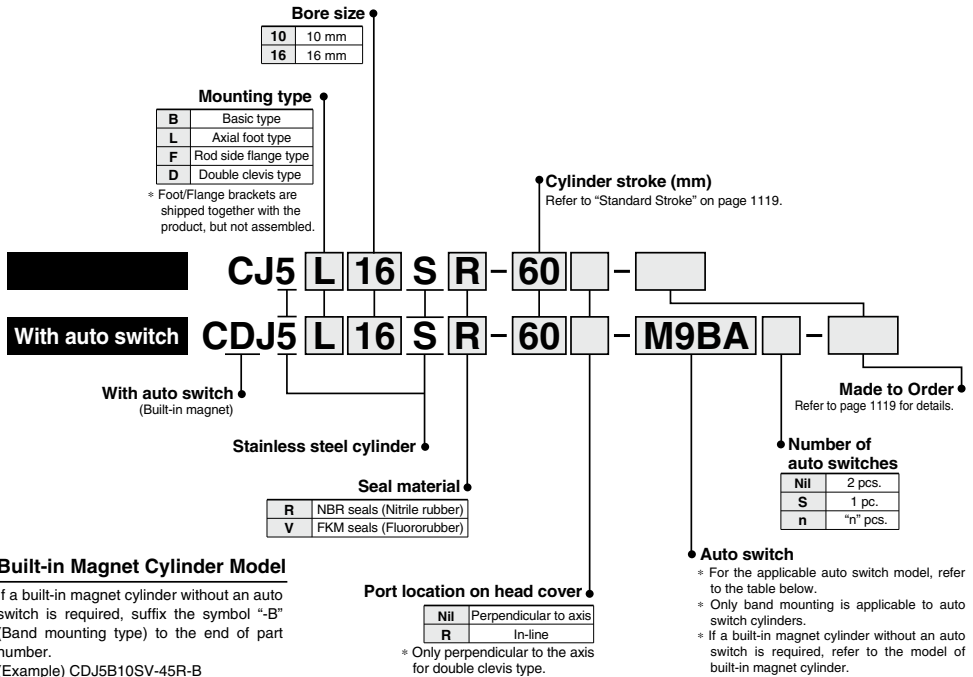 Bore size
10 10 mm
16 16 mm
Mounting type
B Basic type
L Axial foot type
F Rod side flange type
D Double clevis type
* Foot/Flange brackets are
shipped together with the
product, but not assembled.
Cylinder stroke (mm)
Refer to “Standard Stroke” on page 1119.
CJ5 L 16 S R – 60 –
With auto switch CDJ5 L 16 S R – 60 – M9BA –
With auto switch
(Built-in magnet)
Made to Order
Refer to page 1119 for details.
Stainless steel cylinder
Number of
auto switches
Nil 2 pcs.
S 1 pc.
n “n” pcs.
Seal material
R NBR seals (Nitrile rubber)
V FKM seals (Fluororubber)
Built-in Magnet Cylinder Model
If a built-in magnet cylinder without an auto
switch is required, suffix the symbol “-B”
(Band mounting type) to the end of part
number.
(Example) CDJ5B10SV-45R-B
Port location on head cover
Nil Perpendicular to axis
R In-line
* Only perpendicular to the axis
for double clevis type.
Auto switch
* For the applicable auto switch model, refer
to the table below.
* Only band mounting is applicable to auto
switch cylinders.
* If a built-in magnet cylinder without an auto
switch is required, refer to the model of
built-in magnet cylinder.